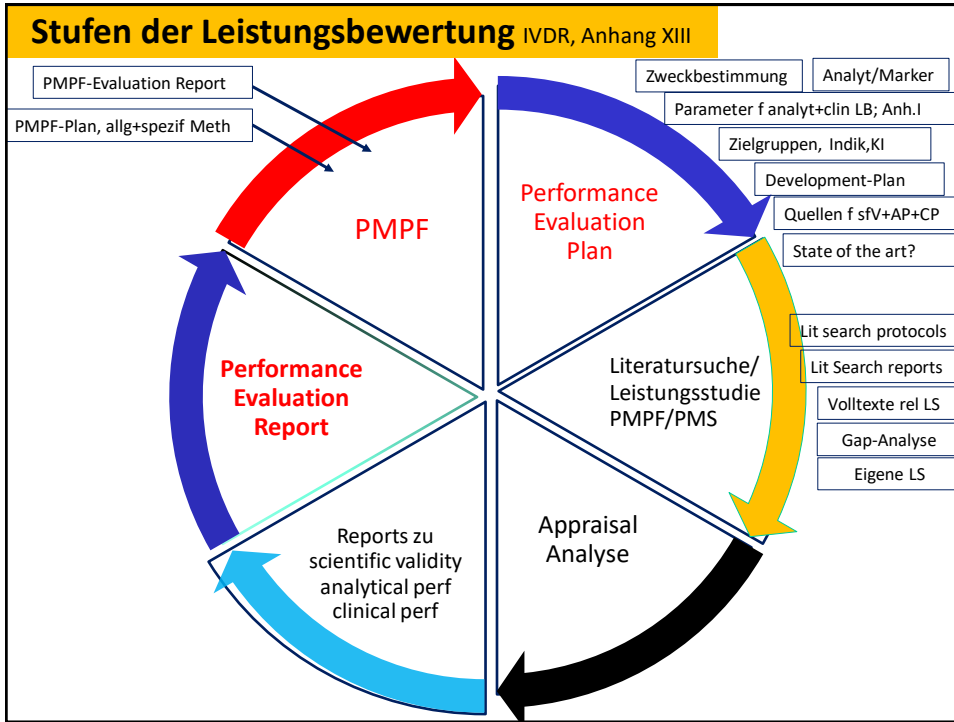 Stufen der Leistungsbewertung IVDR, Anhang XIII
PMPF-Evaluation Report
PMPF-Plan, allg+spezif Meth
Zweckbestimmung
Analyt/Marker
Parameter f analyt+clin LB; Anh.I
Zielgruppen, Indik,KI
Development-Plan
Quellen f sfV+AP+CP
State of the art?
PMPF
Performance
Evaluation
Plan
Lit search protocols
Lit Search reports
Volltexte rel LS
Gap-Analyse
Eigene LS
Literatursuche/
Leistungsstudie
PMPF/PMS
Performance
Evaluation
Report
Appraisal
Analyse
Reports zu
scientific validity
analytical perf
clinical perf